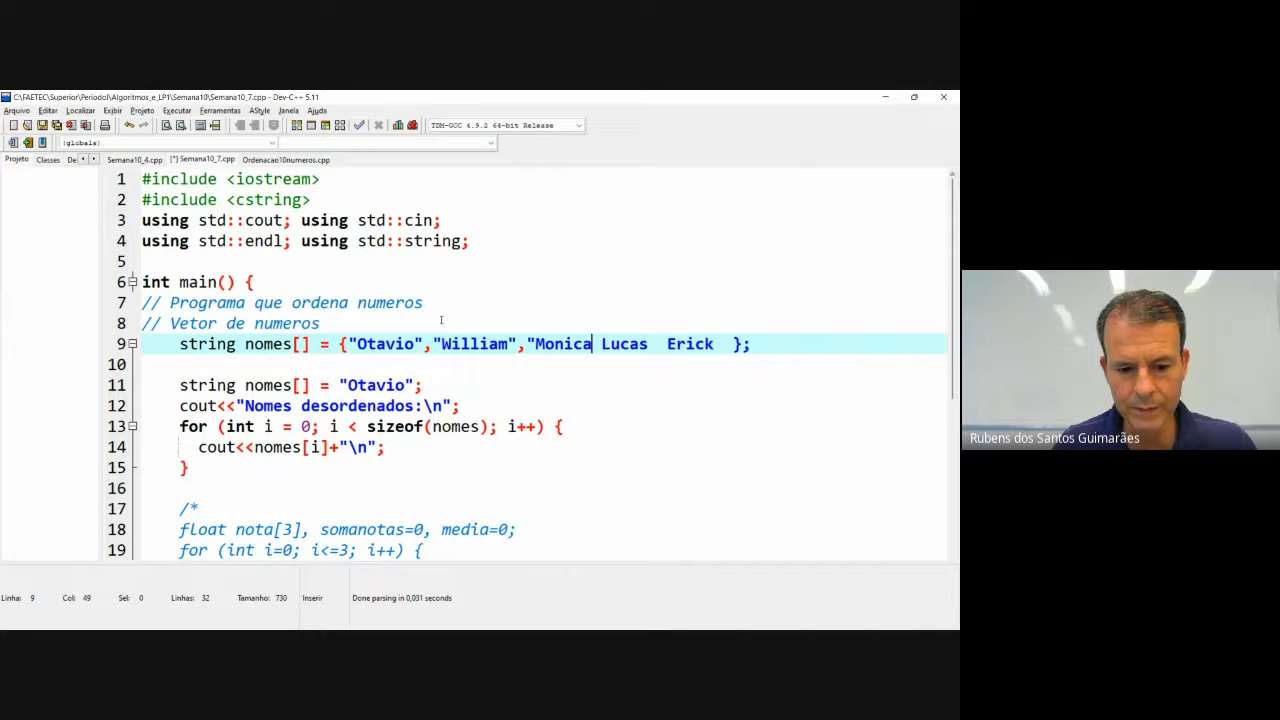 C:\FAETEC\Superior\PeriodoI\Algoritmos_e_LP1\Semana10\Semana10_7.cpp - Dev-C++ 5.11
Arquivo Editar Localizar Exibir Projeto Executar Ferramentas AStyle Janela Ajuda
TDM-GCC 4.9.2 64-bit Release
(globals)
Projeto Classes De Semana10_4.cpp [*] Semana10_7.cpp Ordenacao10numeros.cpp
1 #include <iostream>
2 #include <cstring>
3 using std::cout; using std::cin;
4 using std::endl; using std::string;
5
6 int main() {
7 // Programa que ordena numeros
8 // Vetor de numeros
9 string nomes[] = {"Otavio","William","Monica Lucas Erick };
10
11 string nomes[] = "Otavio";
12 cout<<"Nomes desordenados:\n";
13 for (int i = 0; i < sizeof(nomes); i++) {
14 cout<<nomes[i]+"\n";
15 }
16
17 /*
18 float nota[3], somanotas=0, media=0;
19 for (int i=0; i<=3; i++) {
Linha: 9 Col: 49 Sel: 0 Linhas: 32 Tamanho: 730 Inserir Done parsing in 0,031 seconds
Rubens dos Santos Guimarães